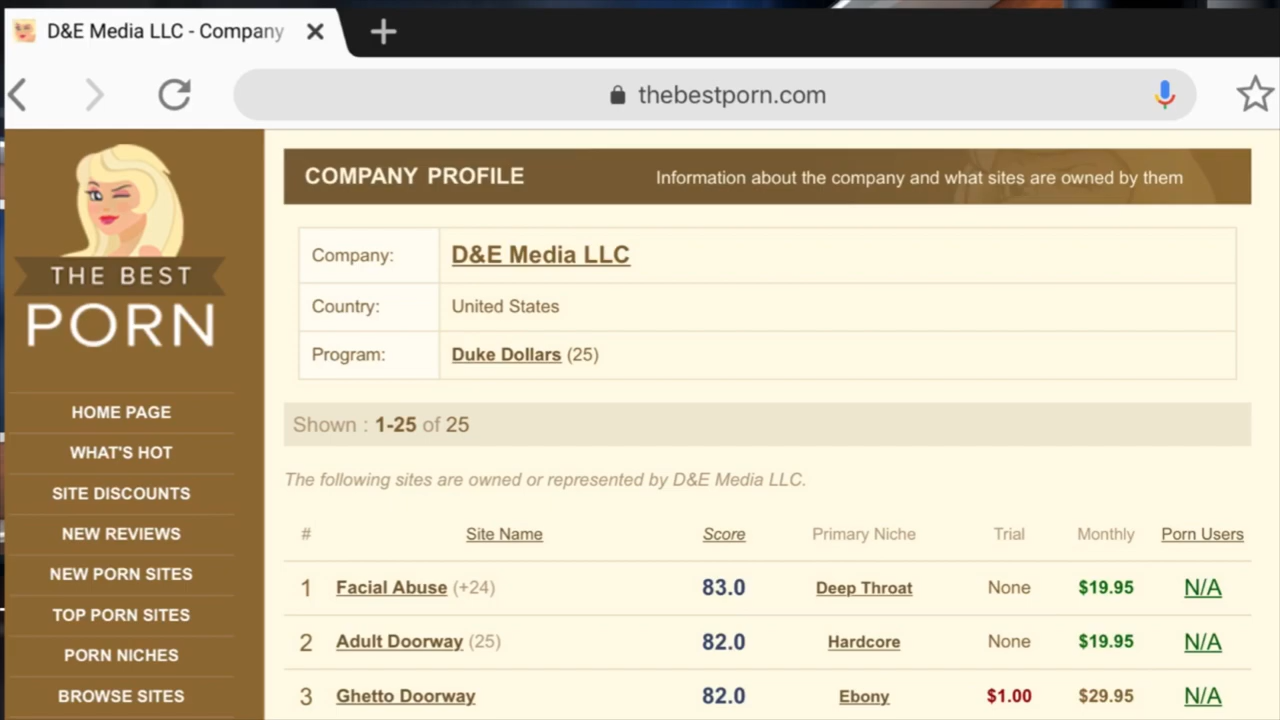 D&E Media LLC - Company
thebestporn.com
THE BEST
PORN
HOME PAGE
WHAT'S HOT
SITE DISCOUNTS
NEW REVIEWS
NEW PORN SITES
TOP PORN SITES
PORN NICHES
BROWSE SITES
COMPANY PROFILE Information about the company and what sites are owned by them
Company: D&E Media LLC
Country: United States
Program: Duke Dollars (25)
Shown : 1-25 of 25
The following sites are owned or represented by D&E Media LLC.
# Site Name Score Primary Niche Trial Monthly Porn Users
1 Facial Abuse (+24) 83.0 Deep Throat None $19.95 N/A
2 Adult Doorway (25) 82.0 Hardcore None $19.95 N/A
3 Ghetto Doorway 82.0 Ebony $1.00 $29.95 N/A